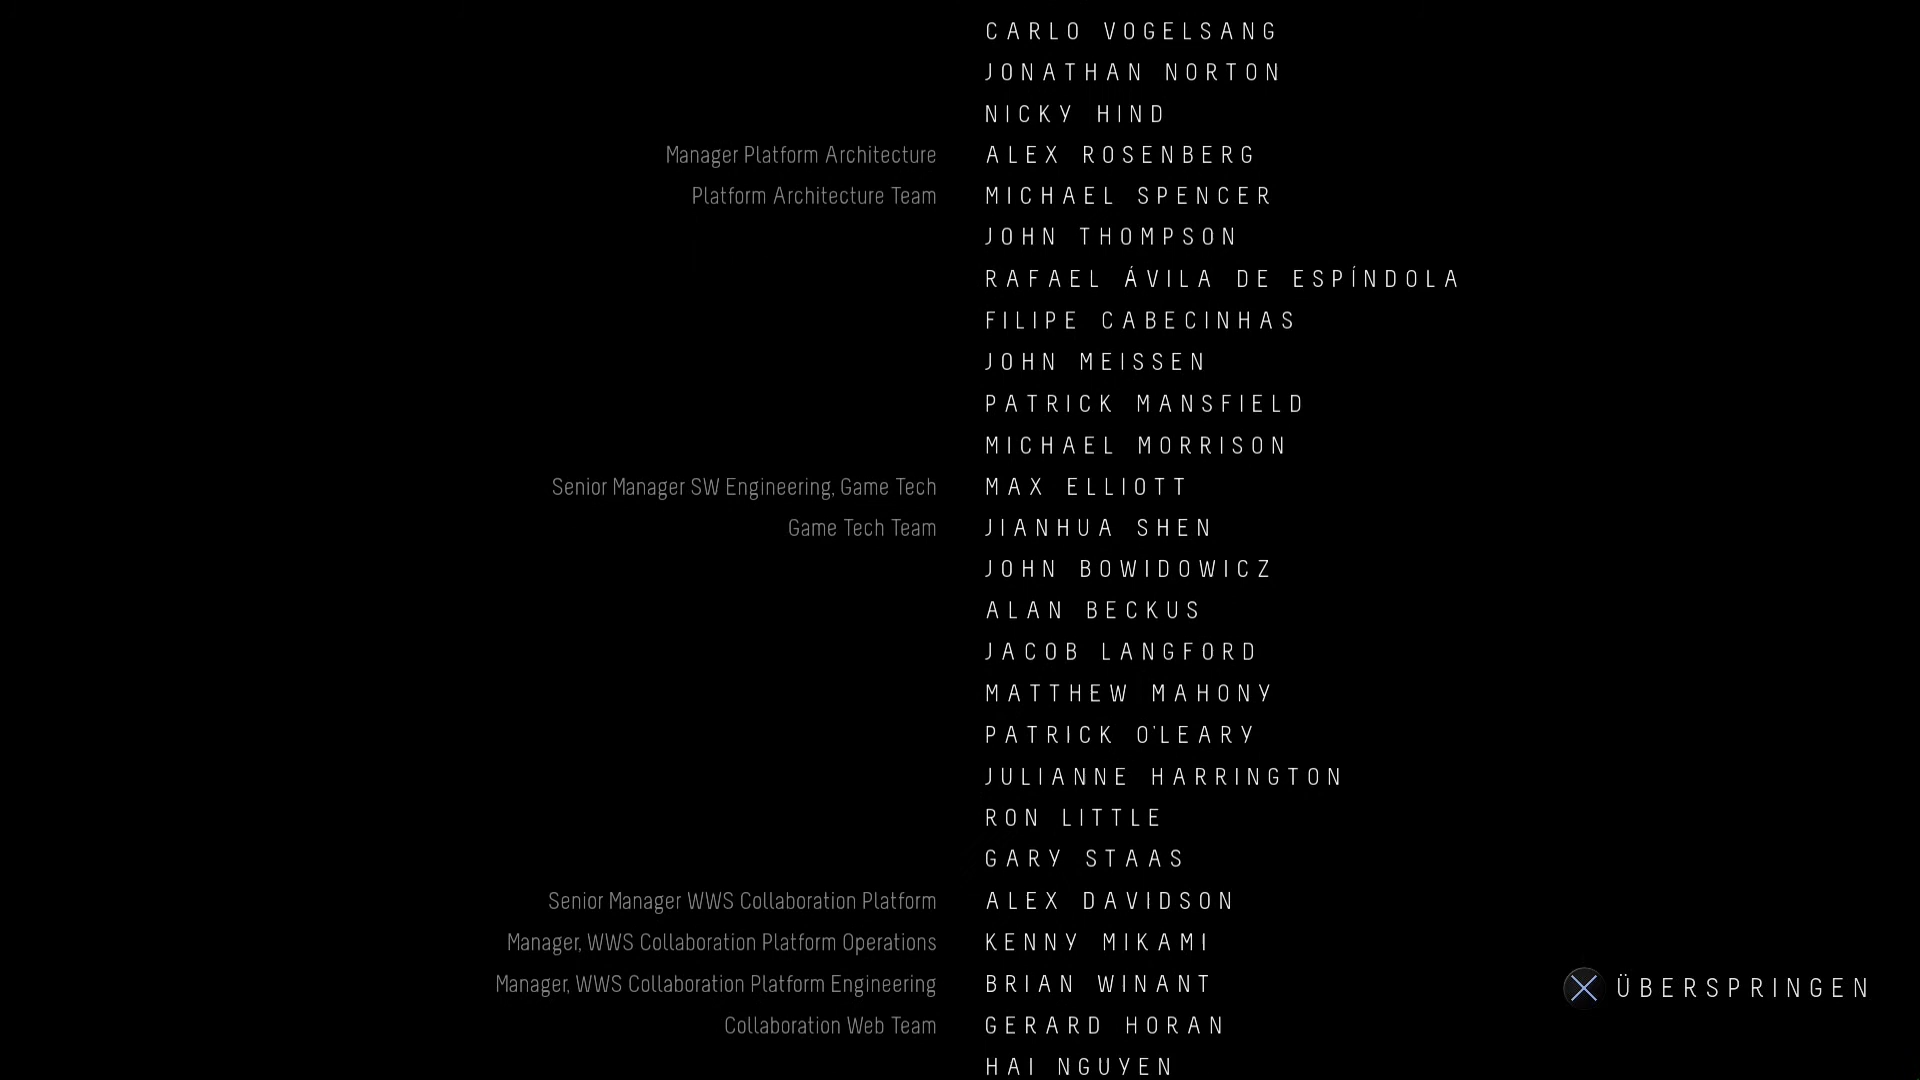 CARLO VOGELSANG
JONATHAN NORTON
NICKY HIND
Manager Platform Architecture ALEX ROSENBERG
Platform Architecture Team MICHAEL SPENCER
JOHN THOMPSON
RAFAEL ÁVILA DE ESPÍNDOLA
FILIPE CABECINHAS
JOHN MEISSEN
PATRICK MANSFIELD
MICHAEL MORRISON
Senior Manager SW Engineering, Game Tech MAX ELLIOTT
Game Tech Team JIANHUA SHEN
JOHN BOWIDOWICZ
ALAN BECKUS
JACOB LANGFORD
MATTHEW MAHONY
PATRICK O'LEARY
JULIANNE HARRINGTON
RON LITTLE
GARY STAAS
Senior Manager WWS Collaboration Platform ALEX DAVIDSON
Manager, WWS Collaboration Platform Operations KENNY MIKAMI
Manager, WWS Collaboration Platform Engineering BRIAN WINANT
ÜBERSPRINGEN
Collaboration Web Team GERARD HORAN
HAI NGUYEN